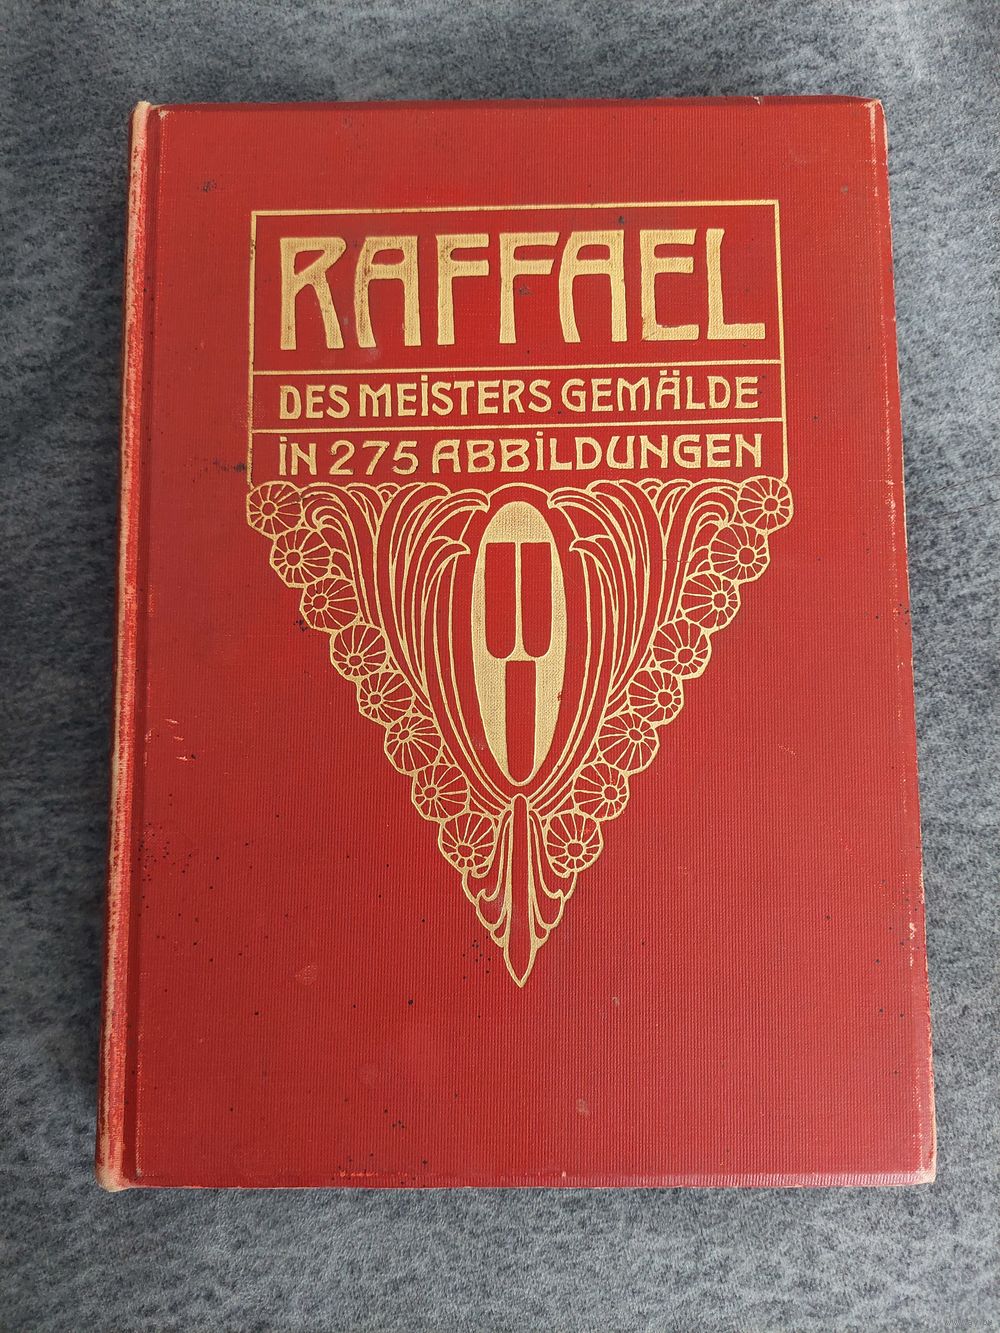 RAFFAEL
DES MEiSTERS GEMÄLDE
iN 275 ABBiLDUNGEN